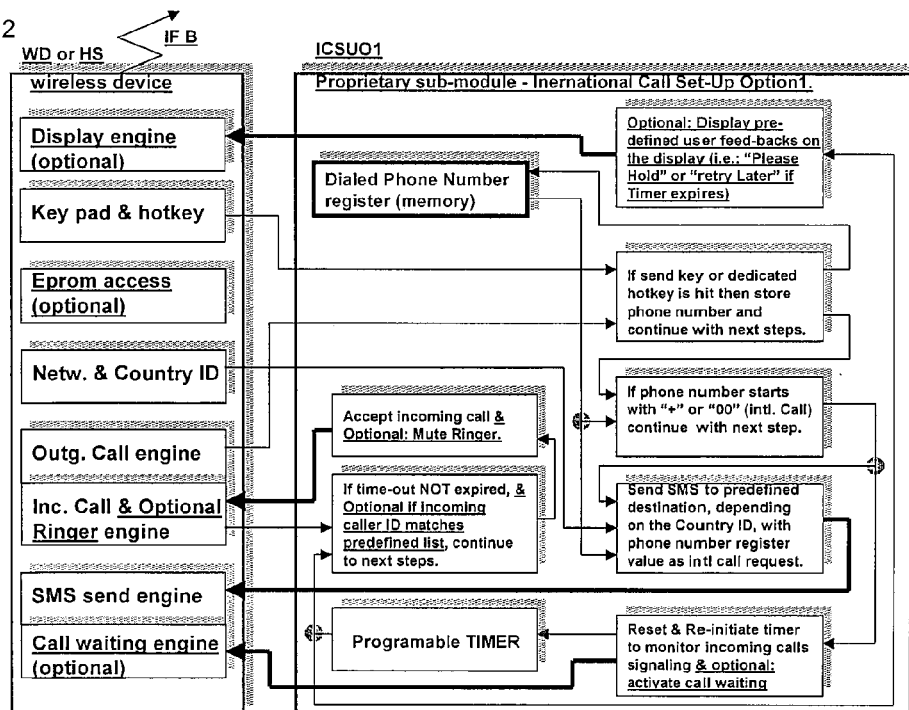 2
IF B
WD or HS
wireless device
Display engine
(optional)
Key pad & hotkey
Eprom access
(optional)
Netw. & Country ID
Outg. Call engine
Inc. Call & Optional
Ringer engine
SMS send engine
Call waiting engine
(optional)
ICSUO1
Proprietary sub-module - Inernational Call Set-Up Option1.
Dialed Phone Number
register (memory)
Optional: Display pre-
defined user feed-backs on
the display (i.e.: "Please
Hold" or "retry Later" if
Timer expires)
If send key or dedicated
hotkey is hit then store
phone number and
continue with next steps.
If phone number starts
with "+" or "00" (intl. Call)
continue with next step.
Accept incoming call &
Optional: Mute Ringer.
If time-out NOT expired, &
Optional if incoming
caller ID matches
predefined list, continue
to next steps.
Send SMS to predefined
destination, depending
on the Country ID, with
phone number register
value as intl call request.
Programable TIMER
Reset & Re-initiate timer
to monitor incoming calls
signaling & optional:
activate call waiting